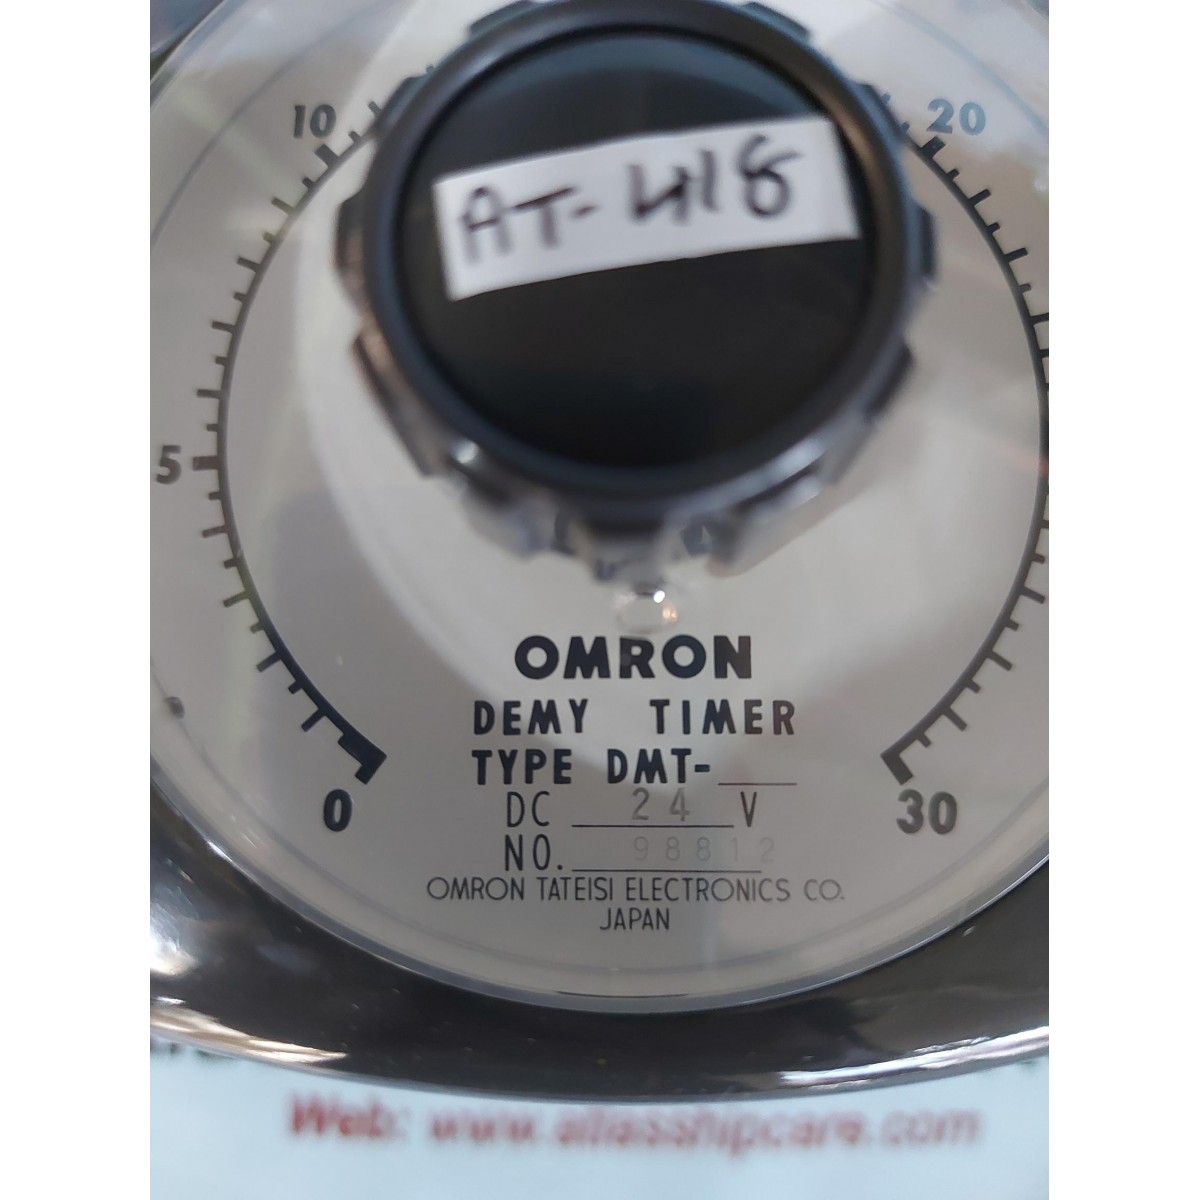 10
20
AT-418
5
OMRON
DEMY TIMER
TYPE DMT-
DC 24 V
0
30
NO. 98812
OMRON TATEISI ELECTRONICS CO.
JAPAN
Web: www.aliasshipcare.com